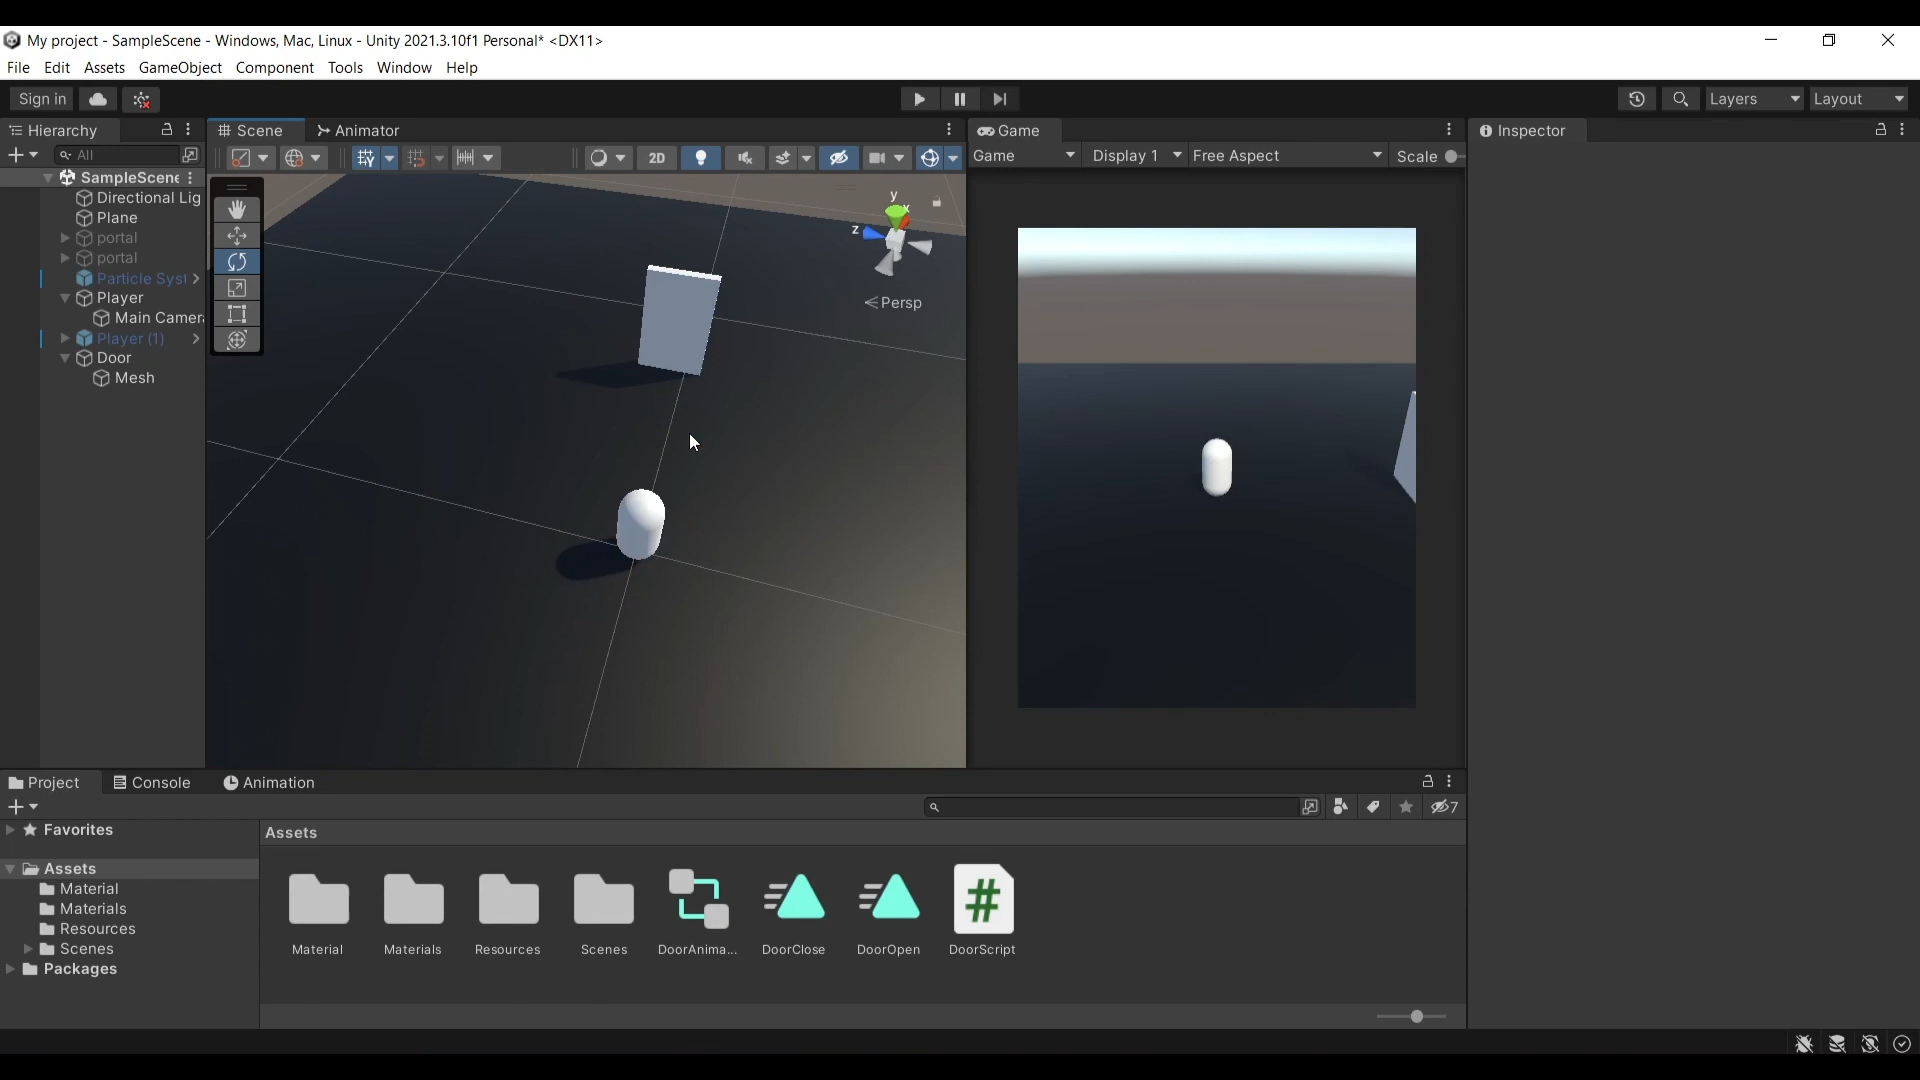 My project - SampleScene - Windows, Mac, Linux - Unity 2021.3.10f1 Personal* <DX11>
File Edit Assets GameObject Component Tools Window Help
Sign in Layers Layout
Hierarchy Scene Animator Game Inspector
All 2D Game Display 1 Free Aspect Scale
SampleScene
Directional Lig
Plane
portal
portal
Particle Syst
Player
Main Camer
Player (1)
Door
Mesh
y
x
z
Persp
Project Console Animation
7
Favorites
Assets
Material
Materials
Resources
Scenes
Packages
Assets
Material Materials Resources Scenes DoorAnima... DoorClose DoorOpen DoorScript